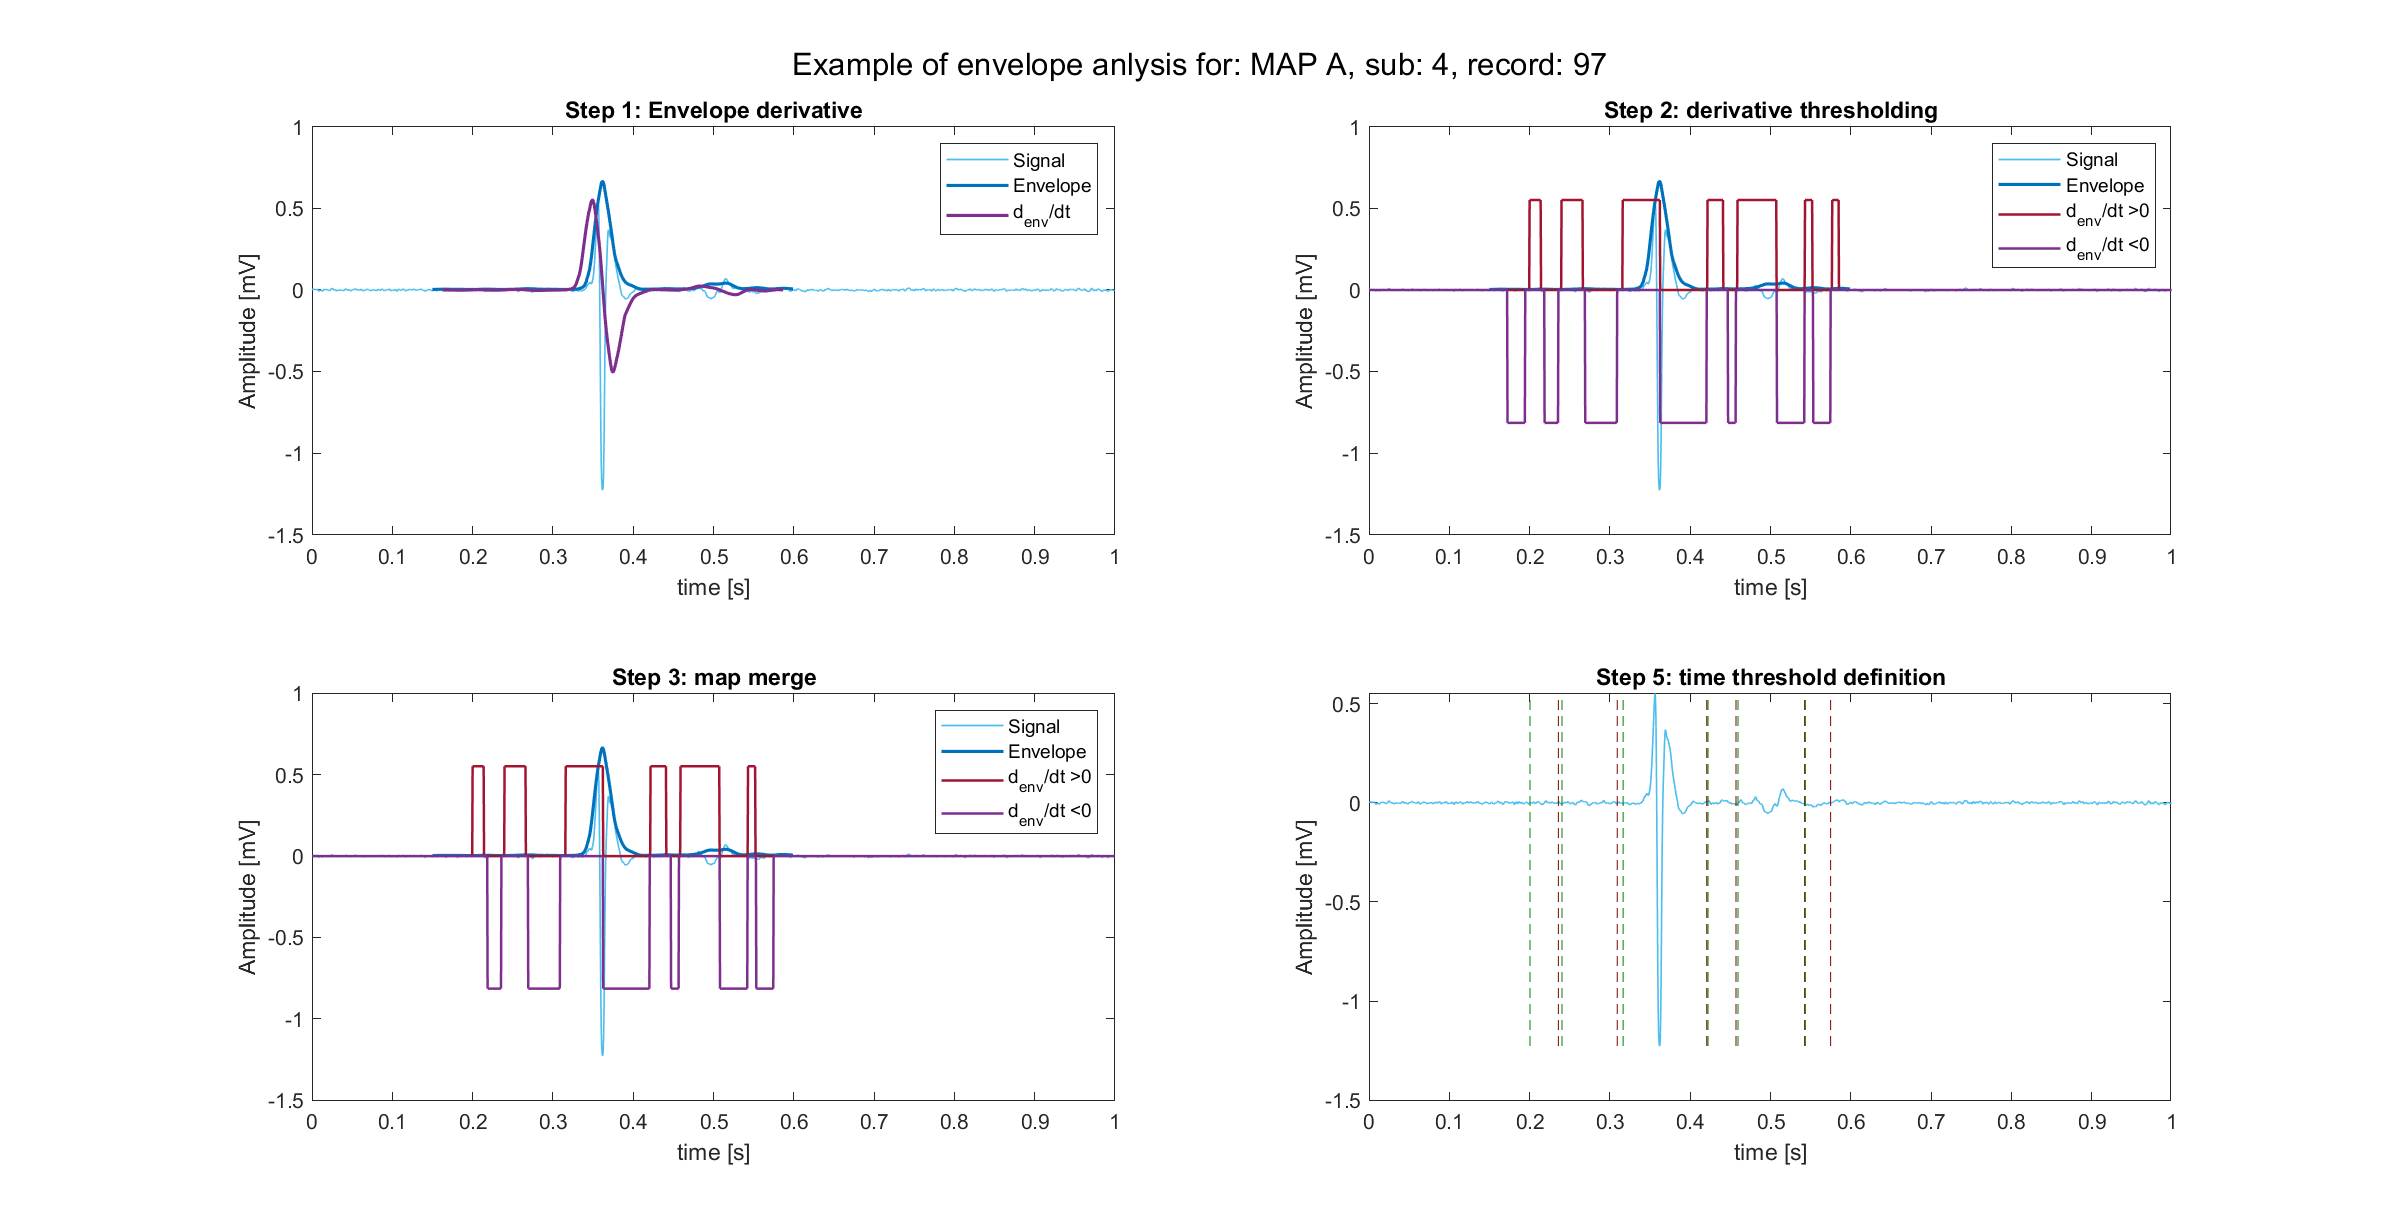 Example of envelope anlysis for: MAP A, sub: 4, record: 97
Step 1: Envelope derivative
1
0.5
0
-0.5
-1
-1.5
Amplitude [mV]
0 0.1 0.2 0.3 0.4 0.5 0.6 0.7 0.8 0.9 1
time [s]
Signal
Envelope
d_env/dt
Step 2: derivative thresholding
1
0.5
0
-0.5
-1
-1.5
Amplitude [mV]
0 0.1 0.2 0.3 0.4 0.5 0.6 0.7 0.8 0.9 1
time [s]
Signal
Envelope
d_env/dt >0
d_env/dt <0
Step 3: map merge
1
0.5
0
-0.5
-1
-1.5
Amplitude [mV]
0 0.1 0.2 0.3 0.4 0.5 0.6 0.7 0.8 0.9 1
time [s]
Signal
Envelope
d_env/dt >0
d_env/dt <0
Step 5: time threshold definition
0.5
0
-0.5
-1
-1.5
Amplitude [mV]
0 0.1 0.2 0.3 0.4 0.5 0.6 0.7 0.8 0.9 1
time [s]